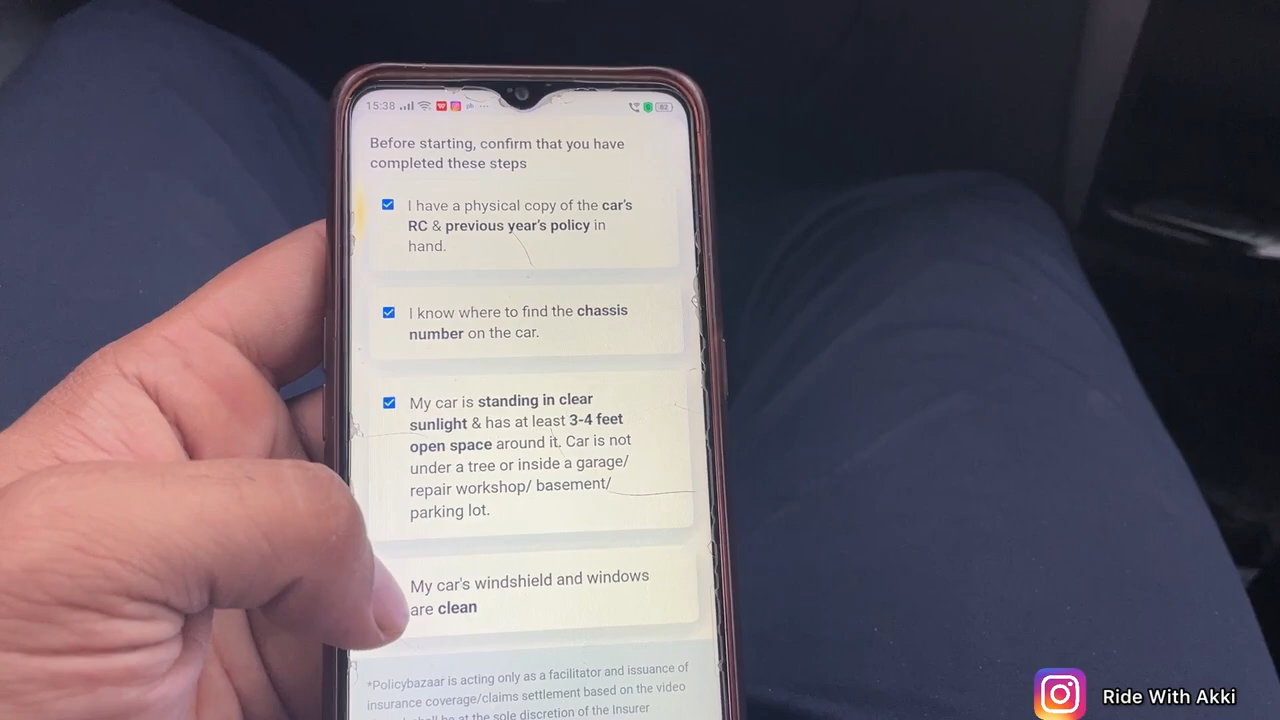 15:38
82
Before starting, confirm that you have
completed these steps
I have a physical copy of the car's
RC & previous year's policy in
hand.
I know where to find the chassis
number on the car.
My car is standing in clear
sunlight & has at least 3-4 feet
open space around it. Car is not
under a tree or inside a garage/
repair workshop/ basement/
parking lot.
My car's windshield and windows
are clean
*Policybazaar is acting only as a facilitator and issuance of
insurance coverage/claims settlement based on the video
shall be at the sole discretion of the Insurer
Ride With Akki